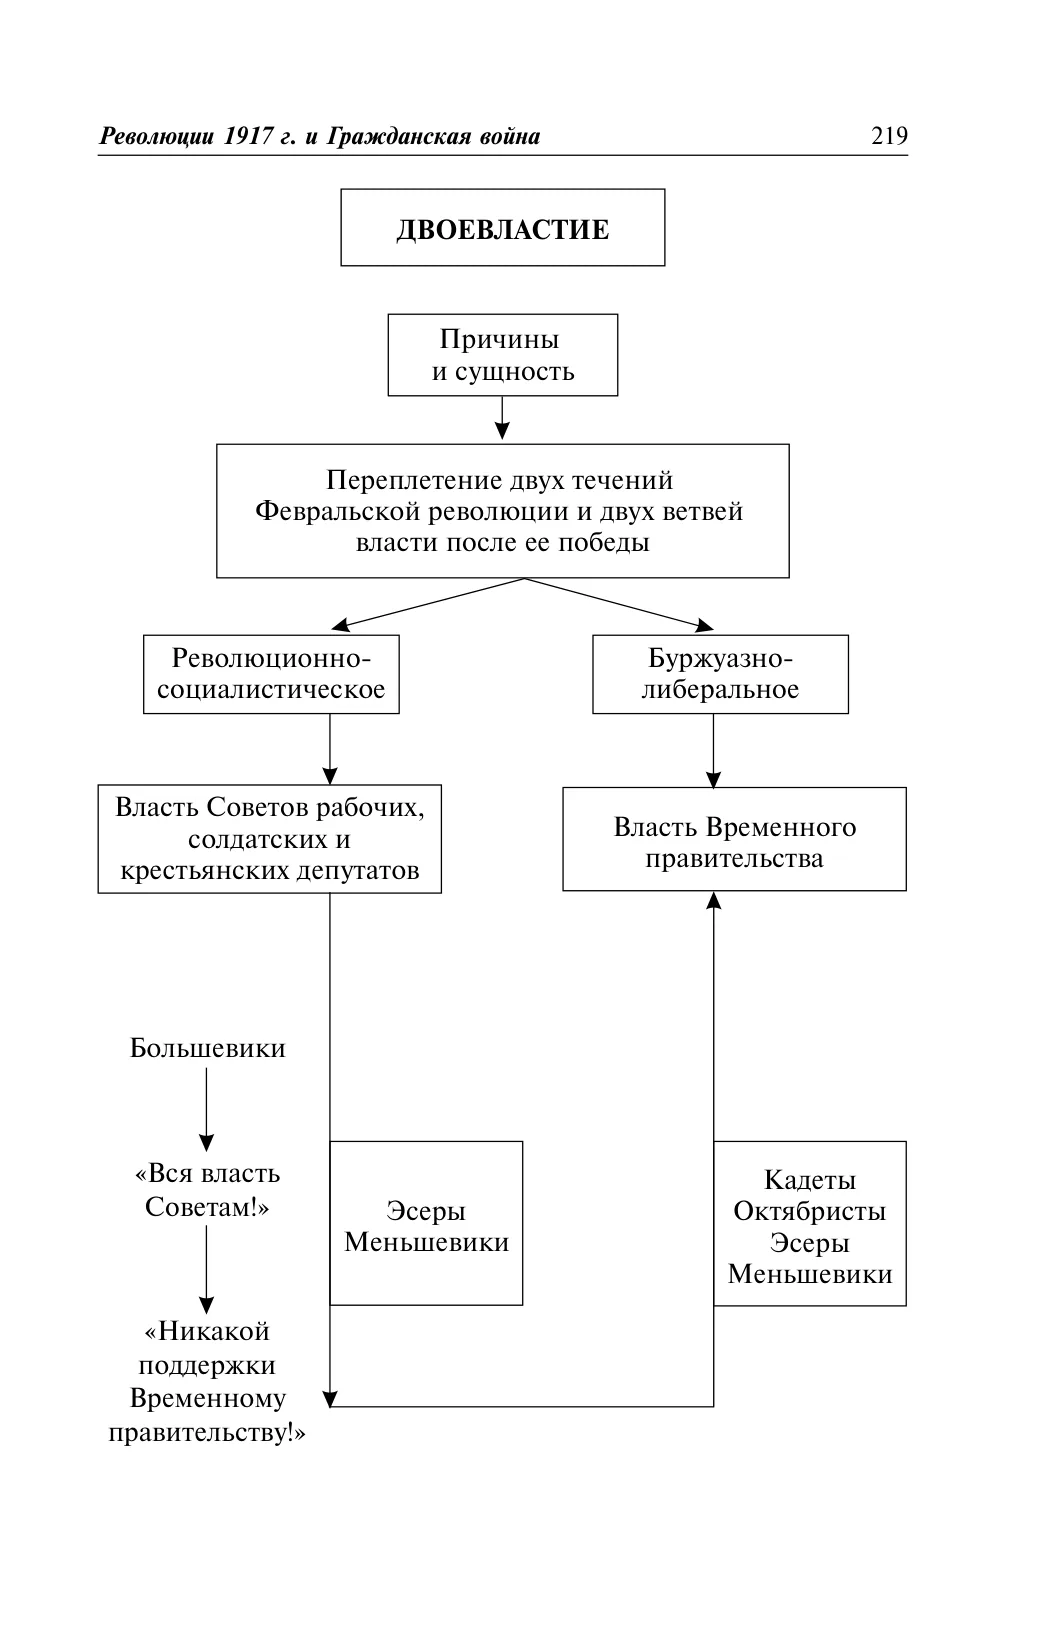 Революции 1917 г. и Гражданская война 219
ДВОЕВЛАСТИЕ
Причины
и сущность
Переплетение двух течений
Февральской революции и двух ветвей
власти после ее победы
Революционно-
социалистическое
Буржуазно-
либеральное
Власть Советов рабочих,
солдатских и
крестьянских депутатов
Власть Временного
правительства
Большевики
«Вся власть
Советам!»
«Никакой
поддержки
Временному
правительству!»
Эсеры
Меньшевики
Кадеты
Октябристы
Эсеры
Меньшевики